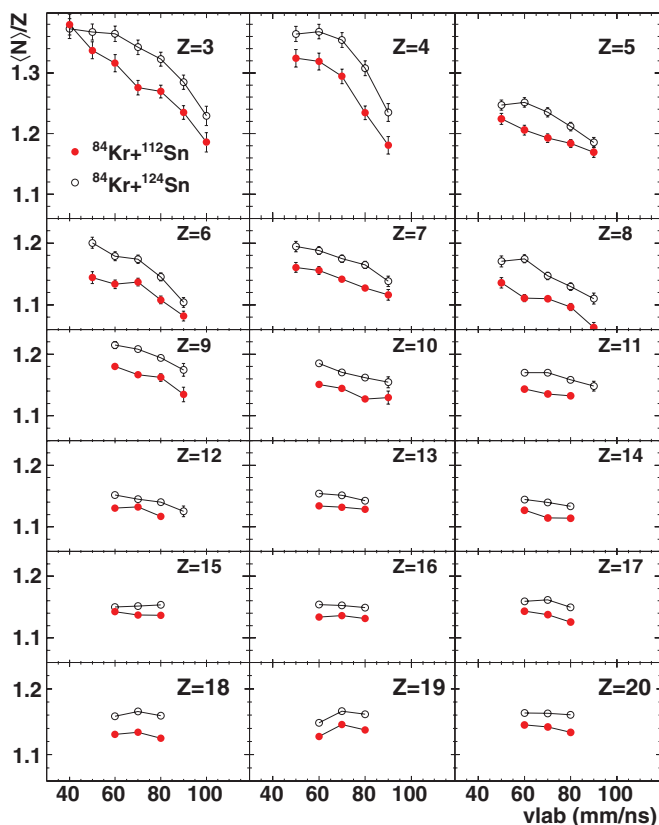 ⟨N⟩/Z
1.3
1.2
1.1
Z=3
Z=4
Z=5
⁸⁴Kr+¹¹²Sn
⁸⁴Kr+¹²⁴Sn
1.2
1.1
Z=6
Z=7
Z=8
1.2
1.1
Z=9
Z=10
Z=11
1.2
1.1
Z=12
Z=13
Z=14
1.2
1.1
Z=15
Z=16
Z=17
1.2
1.1
Z=18
Z=19
Z=20
40 60 80 100 40 60 80 100 40 60 80 100
vlab (mm/ns)